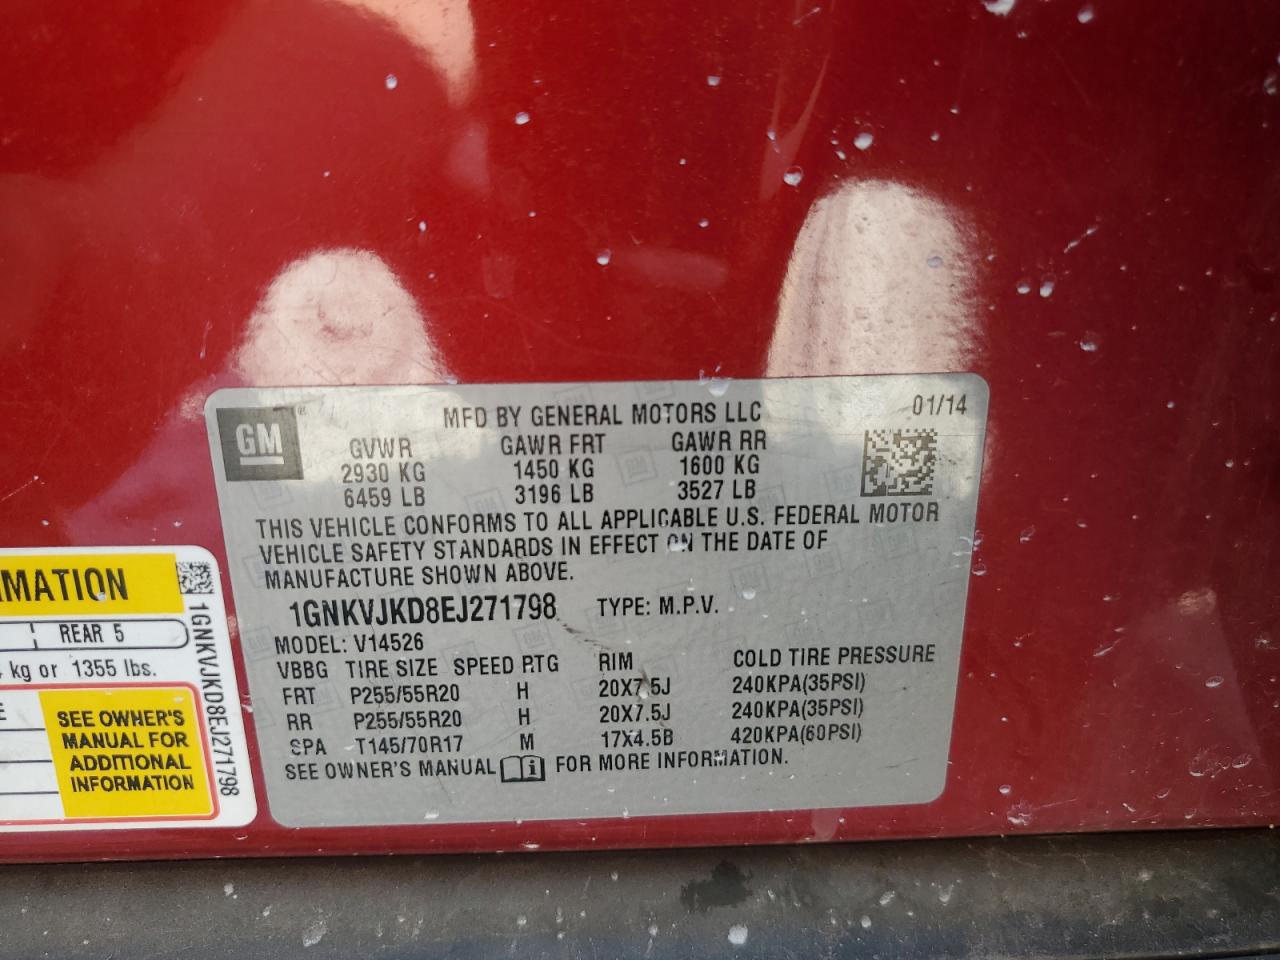 GM
®
MFD BY GENERAL MOTORS LLC
01/14
GVWR GAWR FRT GAWR RR
2930 KG 1450 KG 1600 KG
6459 LB 3196 LB 3527 LB
THIS VEHICLE CONFORMS TO ALL APPLICABLE U.S. FEDERAL MOTOR
VEHICLE SAFETY STANDARDS IN EFFECT ON THE DATE OF
MANUFACTURE SHOWN ABOVE.
1GNKVJKD8EJ271798 TYPE: M.P.V.
MODEL: V14526
VBBG TIRE SIZE SPEED RTG RIM COLD TIRE PRESSURE
FRT P255/55R20 H 20X7.5J 240KPA(35PSI)
RR P255/55R20 H 20X7.5J 240KPA(35PSI)
SPA T145/70R17 M 17X4.5B 420KPA(60PSI)
SEE OWNER'S MANUAL i FOR MORE INFORMATION.
MATION
REAR 5
kg or 1355 lbs.
E
SEE OWNER'S
MANUAL FOR
ADDITIONAL
INFORMATION
1GNKVJKD8EJ271798